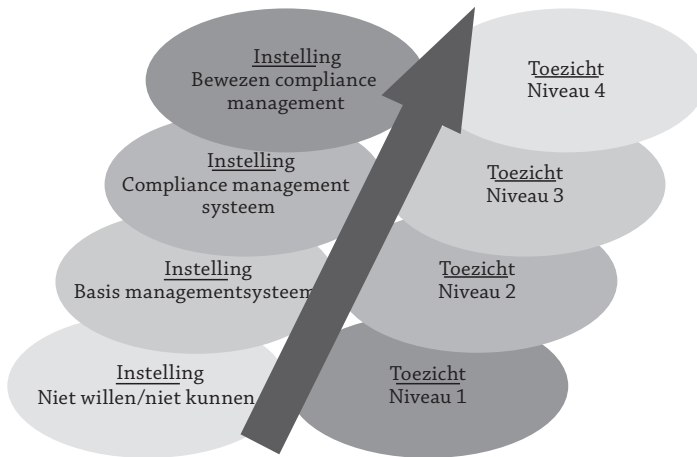 Instelling
Bewezen compliance
management
Toezicht
Niveau 4
Instelling
Compliance management
systeem
Toezicht
Niveau 3
Instelling
Basis managementsysteem
Toezicht
Niveau 2
Instelling
Niet willen/niet kunnen
Toezicht
Niveau 1